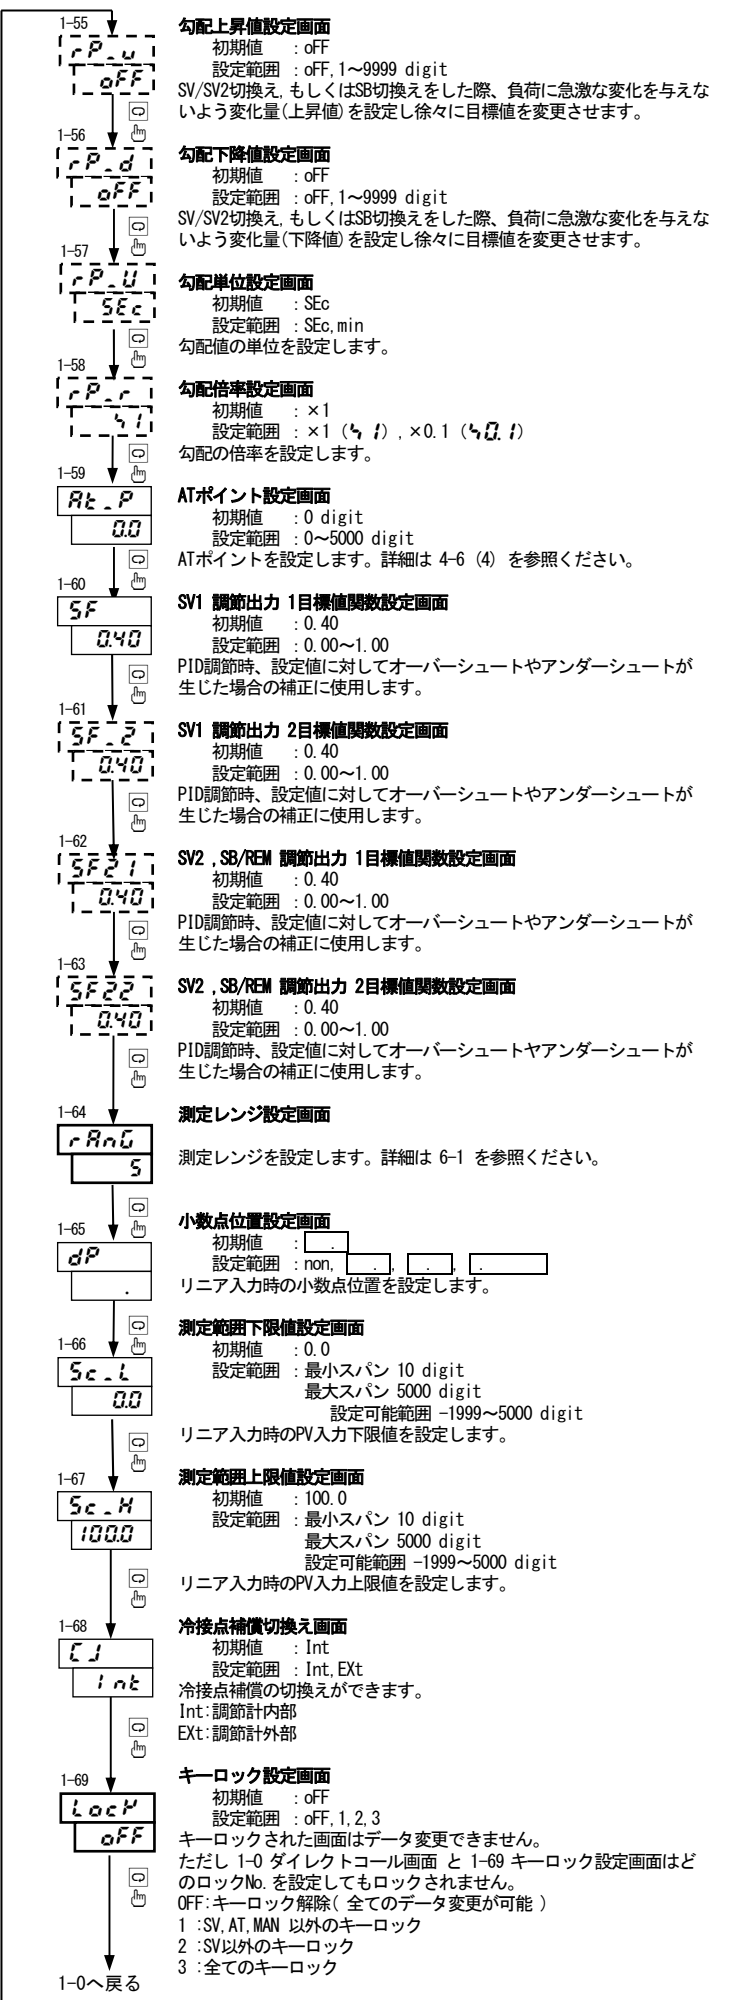 1-55
勾配上昇値設定画面
rP_u
oFF
初期値 :oFF
設定範囲 :oFF,1～9999 digit
SV/SV2切換え,もしくはSB切換えをした際、負荷に急激な変化を与えな
いよう変化量(上昇値)を設定し徐々に目標値を変更させます。
1-56
勾配下降値設定画面
rP_d
oFF
初期値 :oFF
設定範囲 :oFF,1～9999 digit
SV/SV2切換え,もしくはSB切換えをした際、負荷に急激な変化を与えな
いよう変化量(下降値)を設定し徐々に目標値を変更させます。
1-57
勾配単位設定画面
rP_U
SEc
初期値 :SEc
設定範囲 :SEc,min
勾配値の単位を設定します。
1-58
勾配倍率設定画面
rP_r
ち1
初期値 :×1
設定範囲 :×1 (ち1),×0.1 (ち0.1)
勾配の倍率を設定します。
1-59
ATポイント設定画面
At_P
0.0
初期値 :0 digit
設定範囲 :0～5000 digit
ATポイントを設定します。詳細は 4-6 (4) を参照ください。
1-60
SV1 調節出力 1目標値関数設定画面
SF
0.40
初期値 :0.40
設定範囲 :0.00～1.00
PID調節時、設定値に対してオーバーシュートやアンダーシュートが
生じた場合の補正に使用します。
1-61
SV1 調節出力 2目標値関数設定画面
SF_2
0.40
初期値 :0.40
設定範囲 :0.00～1.00
PID調節時、設定値に対してオーバーシュートやアンダーシュートが
生じた場合の補正に使用します。
1-62
SV2 ,SB/REM 調節出力 1目標値関数設定画面
SF21
0.40
初期値 :0.40
設定範囲 :0.00～1.00
PID調節時、設定値に対してオーバーシュートやアンダーシュートが
生じた場合の補正に使用します。
1-63
SV2 ,SB/REM 調節出力 2目標値関数設定画面
SF22
0.40
初期値 :0.40
設定範囲 :0.00～1.00
PID調節時、設定値に対してオーバーシュートヤアンダーシュートが
生じた場合の補正に使用します。
1-64
測定レンジ設定画面
rAnG
5
測定レンジを設定します。詳細は 6-1 を参照ください。
1-65
小数点位置設定画面
dP
.
初期値 : .
設定範囲 :non, . , . , .
リニア入力時の小数点位置を設定します。
1-66
測定範囲下限値設定画面
Sc_L
0.0
初期値 :0.0
設定範囲 :最小スパン 10 digit
最大スパン 5000 digit
設定可能範囲 -1999～5000 digit
リニア入力時のPV入力下限値を設定します。
1-67
測定範囲上限値設定画面
Sc_H
100.0
初期値 :100.0
設定範囲 :最小スパン 10 digit
最大スパン 5000 digit
設定可能範囲 -1999～5000 digit
リニア入力時のPV入力上限値を設定します。
1-68
冷接点補償切換え画面
CJ
Int
初期値 :Int
設定範囲 :Int,EXt
冷接点補償の切換えができます。
Int:調節計内部
EXt:調節計外部
1-69
キーロック設定画面
LocK
oFF
初期値 :oFF
設定範囲 :oFF,1,2,3
キーロックされた画面はデータ変更できません。
ただし 1-0 ダイレクトコール画面 と 1-69 キーロック設定画面はど
のロックNo.を設定してもロックされません。
OFF:キーロック解除( 全てのデータ変更が可能 )
1 :SV,AT,MAN 以外のキーロック
2 :SV以外のキーロック
3 :全てのキーロック
1-0へ戻る